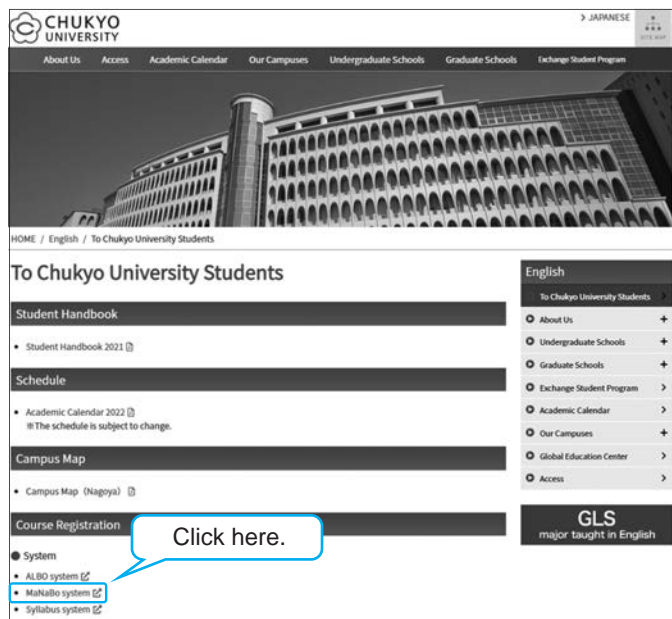 CHUKYO
UNIVERSITY
> JAPANESE
SITE MAP
About Us Access Academic Calendar Our Campuses Undergraduate Schools Graduate Schools Exchange Student Program
HOME / English / To Chukyo University Students
To Chukyo University Students
Student Handbook
• Student Handbook 2021
Schedule
• Academic Calendar 2022
※The schedule is subject to change.
Campus Map
• Campus Map (Nagoya)
Course Registration
Click here.
● System
• ALBO system
• MaNaBo system
• Syllabus system
English
To Chukyo University Students >
About Us +
Undergraduate Schools +
Graduate Schools +
Exchange Student Program >
Academic Calendar >
Our Campuses +
Global Education Center >
Access >
GLS
major taught in English